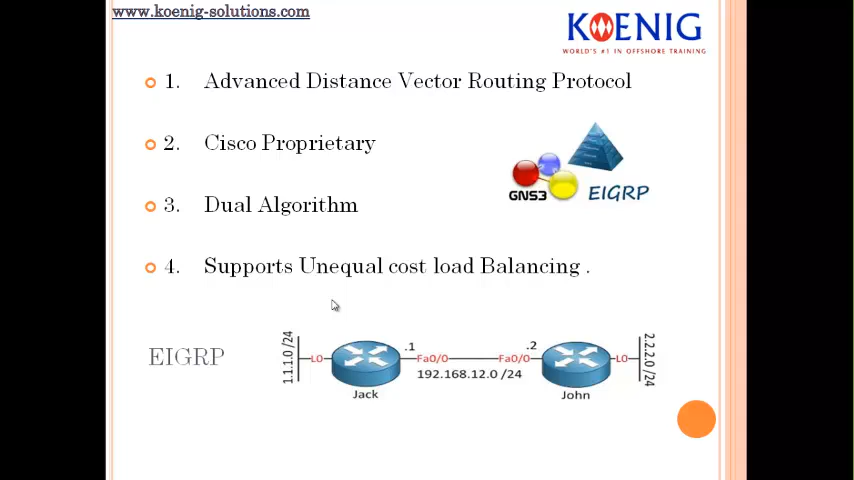 www.koenig-solutions.com
KOENIG
WORLD'S #1 IN OFFSHORE TRAINING
1. Advanced Distance Vector Routing Protocol
2. Cisco Proprietary
3. Dual Algorithm
GNS3
EIGRP
4. Supports Unequal cost load Balancing .
EIGRP
1.1.1.0 /24
LO
.1
Fa0/0
Fa0/0
.2
LO
2.2.2.0 /24
192.168.12.0 /24
Jack
John